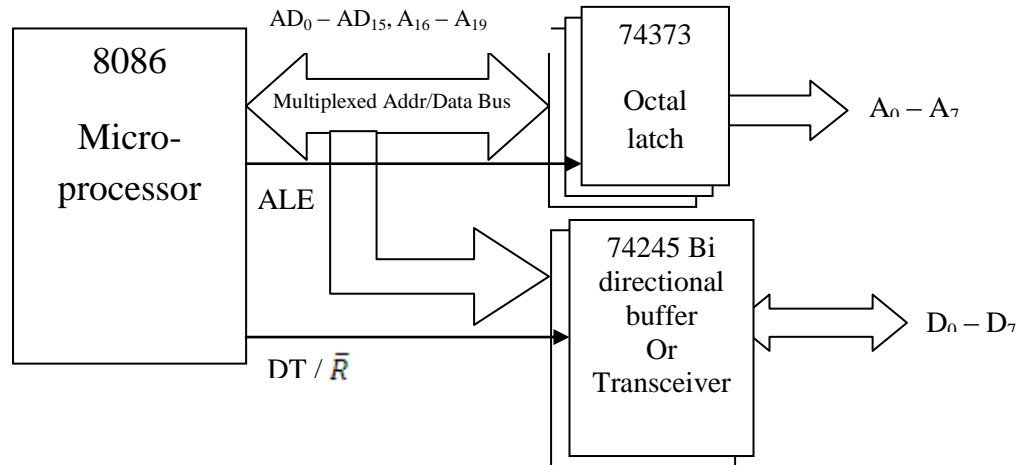 AD₀ – AD₁₅, A₁₆ – A₁₉
8086
Micro-
processor
Multiplexed Addr/Data Bus
74373
Octal
latch
A₀ – A₇
ALE
74245 Bi
directional
buffer
Or
Transceiver
D₀ – D₇
DT / R̄